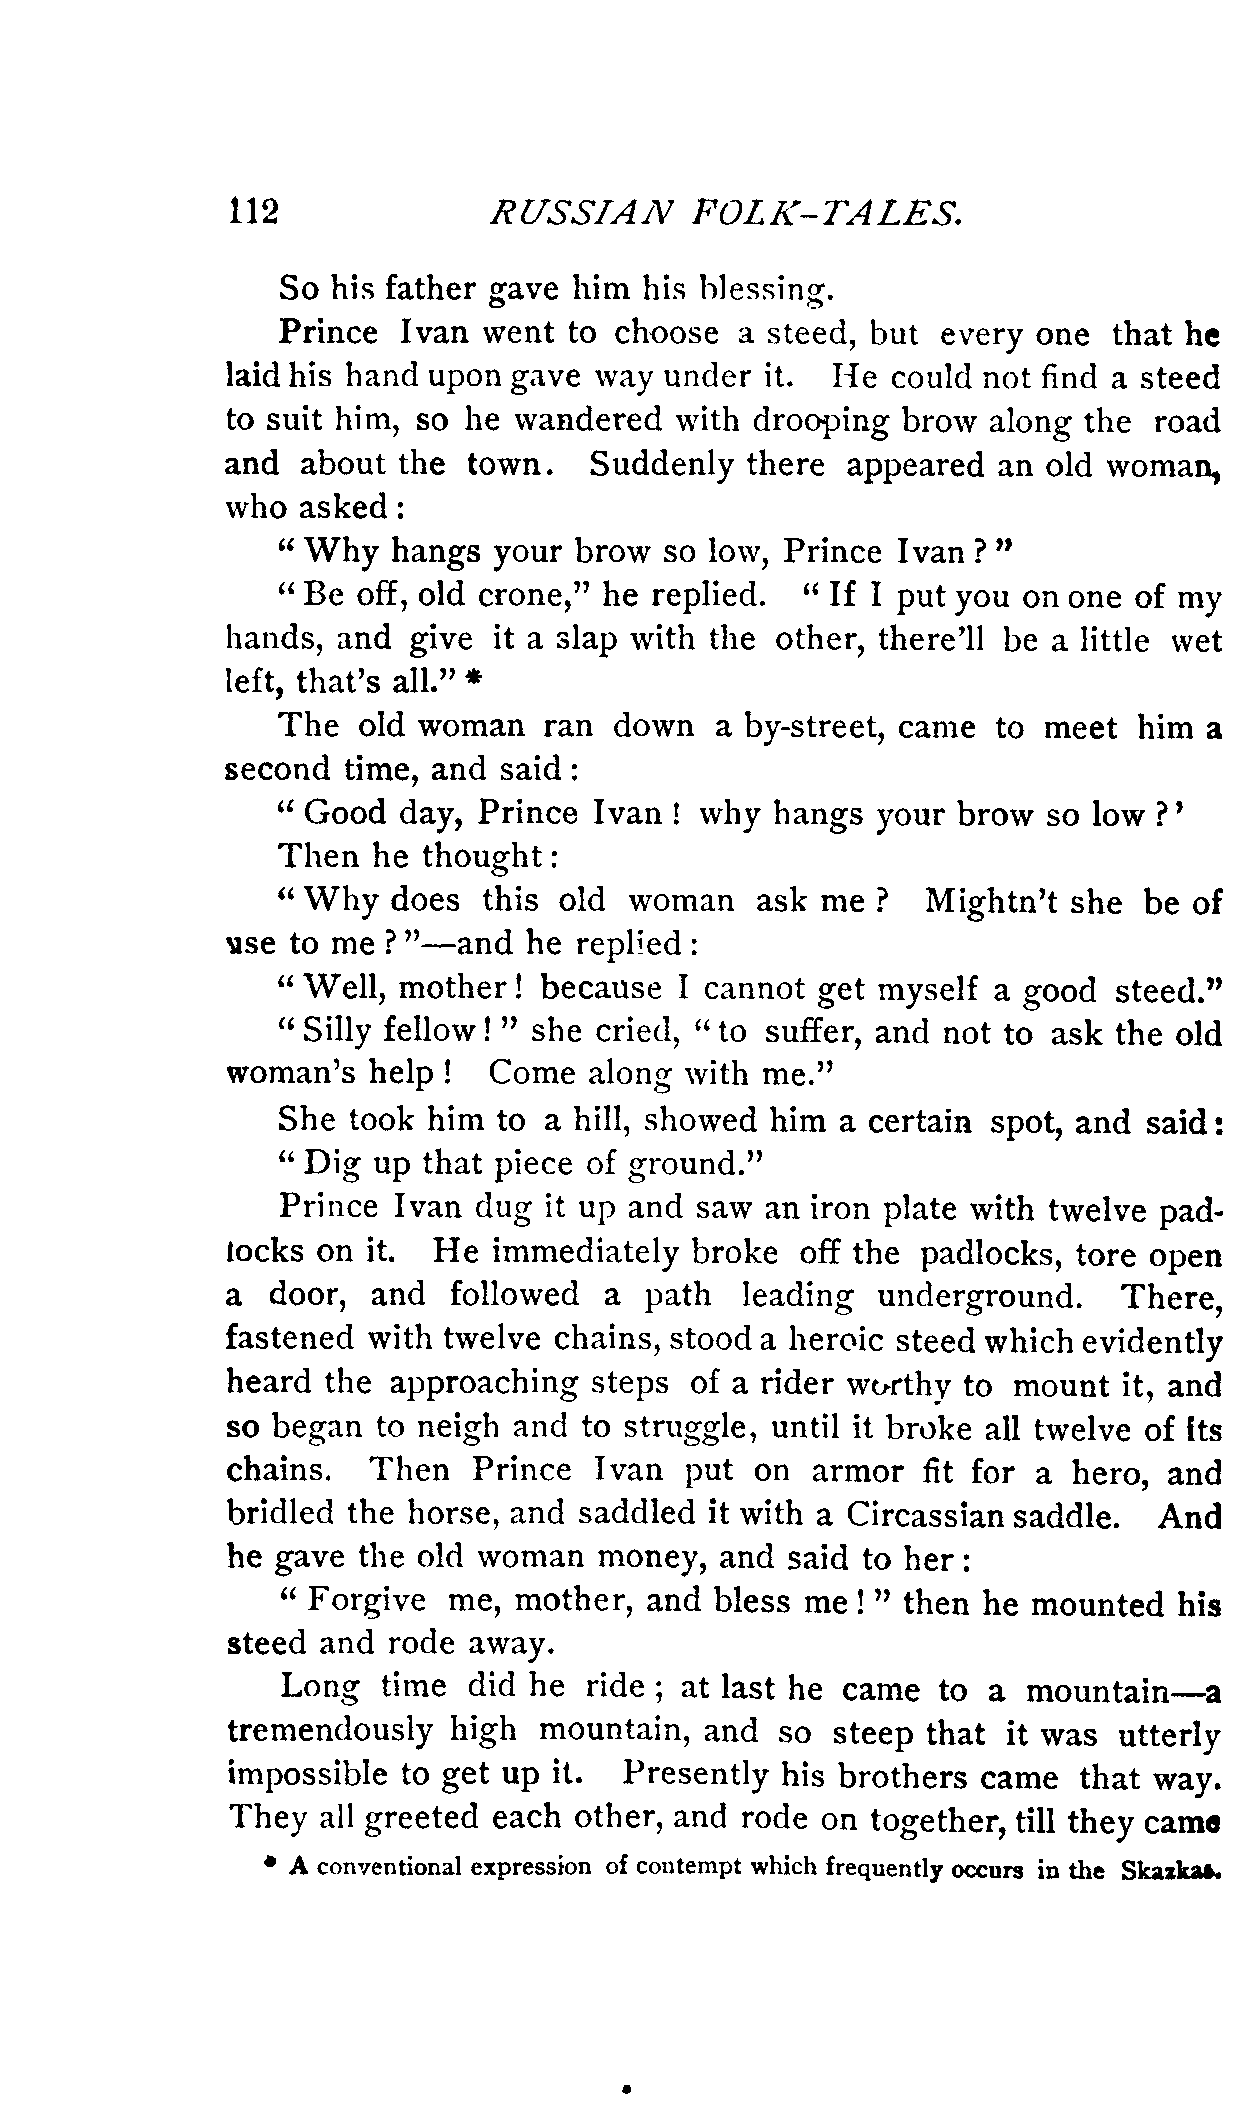 112 RUSSIAN FOLK-TALES.
So his father gave him his blessing.
Prince Ivan went to choose a steed, but every one that he
laid his hand upon gave way under it. He could not find a steed
to suit him, so he wandered with drooping brow along the road
and about the town. Suddenly there appeared an old woman,
who asked :
" Why hangs your brow so low, Prince Ivan ? "
" Be off, old crone," he replied. " If I put you on one of my
hands, and give it a slap with the other, there'll be a little wet
left, that's all." *
The old woman ran down a by-street, came to meet him a
second time, and said :
" Good day, Prince Ivan ! why hangs your brow so low ? '
Then he thought :
" Why does this old woman ask me ? Mightn't she be of
use to me ? "—and he replied :
" Well, mother ! because I cannot get myself a good steed."
" Silly fellow ! " she cried, " to suffer, and not to ask the old
woman's help ! Come along with me."
She took him to a hill, showed him a certain spot, and said :
" Dig up that piece of ground."
Prince Ivan dug it up and saw an iron plate with twelve pad-
locks on it. He immediately broke off the padlocks, tore open
a door, and followed a path leading underground. There,
fastened with twelve chains, stood a heroic steed which evidently
heard the approaching steps of a rider worthy to mount it, and
so began to neigh and to struggle, until it broke all twelve of its
chains. Then Prince Ivan put on armor fit for a hero, and
bridled the horse, and saddled it with a Circassian saddle. And
he gave the old woman money, and said to her :
" Forgive me, mother, and bless me ! " then he mounted his
steed and rode away.
Long time did he ride ; at last he came to a mountain—a
tremendously high mountain, and so steep that it was utterly
impossible to get up it. Presently his brothers came that way.
They all greeted each other, and rode on together, till they came
* A conventional expression of contempt which frequently occurs in the Skazkas.